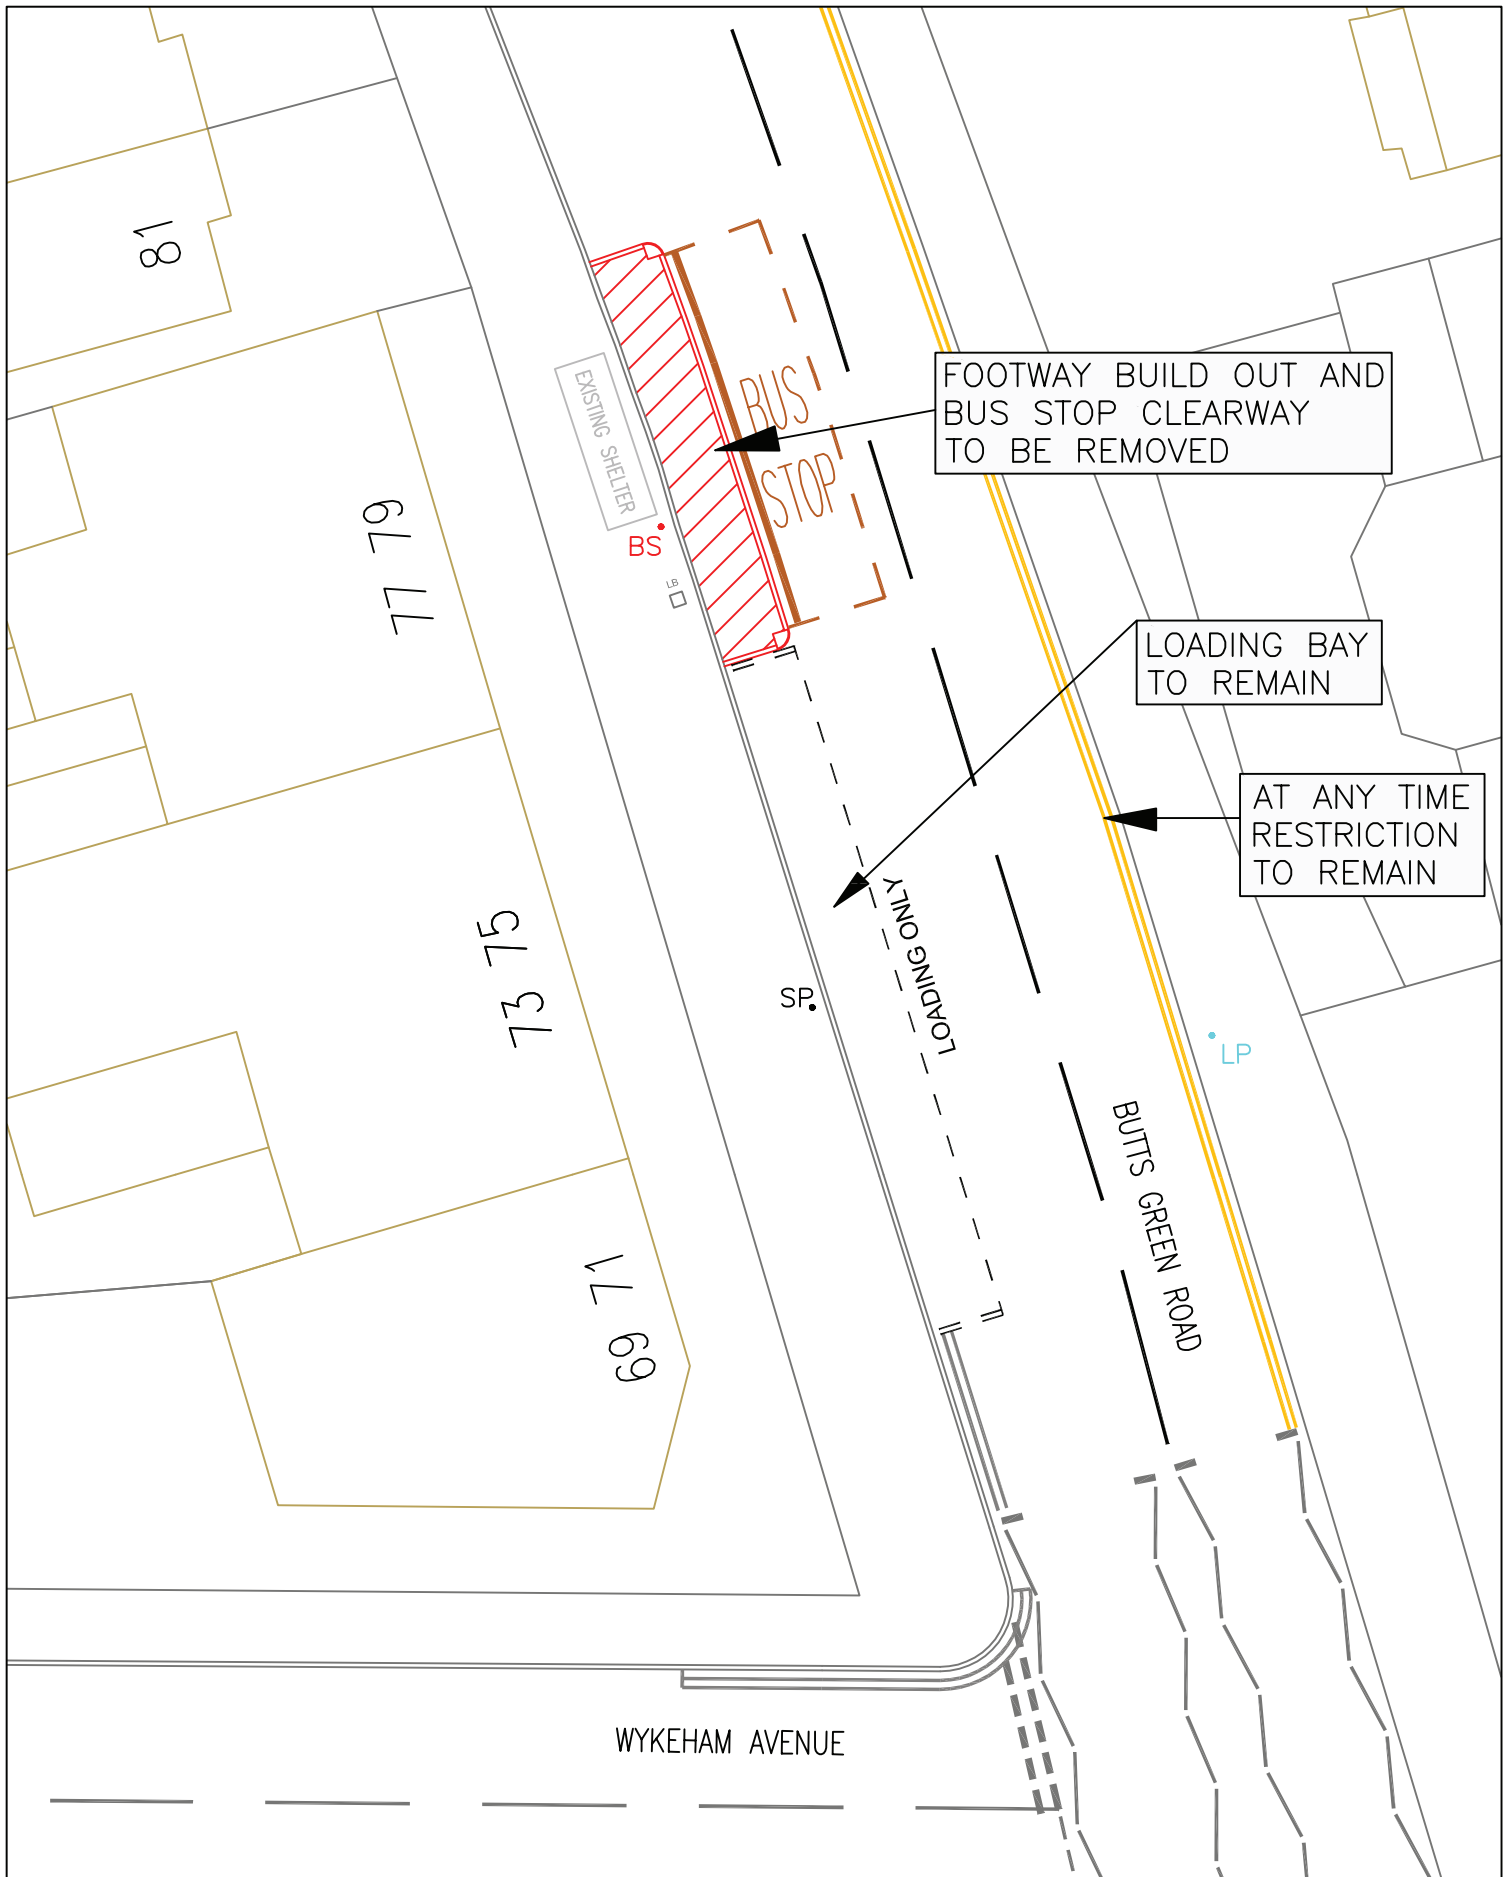 81
EXISTING SHELTER
BUS
STOP
FOOTWAY BUILD OUT AND
BUS STOP CLEARWAY
TO BE REMOVED
77 79
BS
LB
LOADING BAY
TO REMAIN
AT ANY TIME
RESTRICTION
TO REMAIN
73 75
SP
LOADING ONLY
LP
BUTTS GREEN ROAD
71
69
WYKEHAM AVENUE